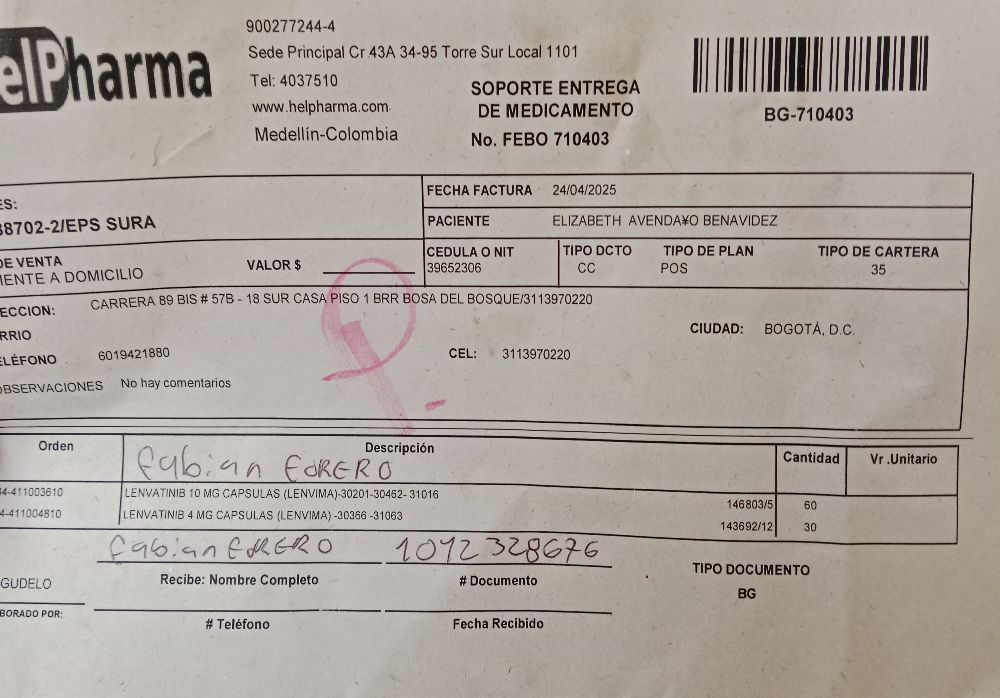 elPharma
900277244-4
Sede Principal Cr 43A 34-95 Torre Sur Local 1101
Tel: 4037510
www.helpharma.com
Medellín-Colombia
SOPORTE ENTREGA
DE MEDICAMENTO
No. FEBO 710403
BG-710403
ES:
38702-2/EPS SURA
FECHA FACTURA 24/04/2025
PACIENTE ELIZABETH AVENDA¥O BENAVIDEZ
DE VENTA
IENTE A DOMICILIO
VALOR $
CEDULA O NIT
39652306
TIPO DCTO
CC
TIPO DE PLAN
POS
TIPO DE CARTERA
35
ECCION: CARRERA 89 BIS # 57B - 18 SUR CASA PISO 1 BRR BOSA DEL BOSQUE/3113970220
RRIO
CIUDAD: BOGOTÁ, D.C.
ELÉFONO 6019421880
CEL: 3113970220
OBSERVACIONES No hay comentarios
Orden Descripción Cantidad Vr .Unitario
fabian
4-411003610 LENVATINIB 10 MG CAPSULAS (LENVIMA)-30201-30462- 31016 146803/5 60
4-411004810 LENVATINIB 4 MG CAPSULAS (LENVIMA) -30366 -31063 143692/12 30
fabian
Recibe: Nombre Completo
# Documento
TIPO DOCUMENTO
BG
GUDELO
BORADO POR:
# Teléfono
Fecha Recibido